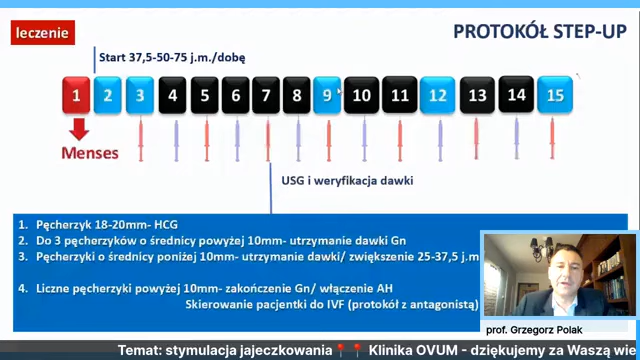 leczenie
PROTOKÓŁ STEP-UP
Start 37,5-50-75 j.m./dobę
1 2 3 4 5 6 7 8 9 10 11 12 13 14 15
Menses
USG i weryfikacja dawki
1. Pęcherzyk 18-20mm- HCG
2. Do 3 pęcherzyków o średnicy powyżej 10mm- utrzymanie dawki Gn
3. Pęcherzyki o średnicy poniżej 10mm- utrzymanie dawki/ zwiększenie 25-37,5 j.m
4. Liczne pęcherzyki powyżej 10mm- zakończenie Gn/ włączenie AH
Skierowanie pacjentki do IVF (protokół z antagonistą)
prof. Grzegorz Polak
Temat: stymulacja jajeczkowania Klinika OVUM - dziękujemy za Waszą wie